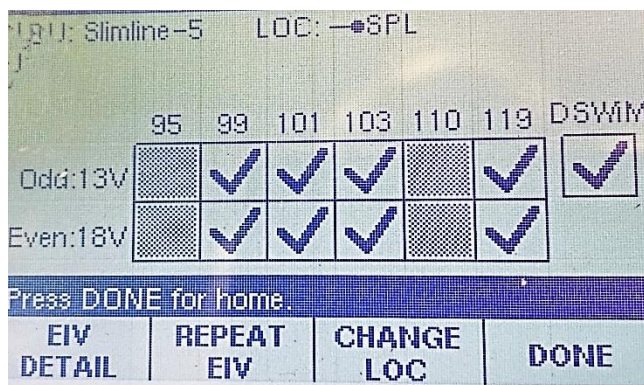 Slimline-5 LOC: SPL
95 99 101 103 110 119 DSWiM
Odd:13V
Even:18V
Press DONE for home.
EIV DETAIL
REPEAT EIV
CHANGE LOC
DONE